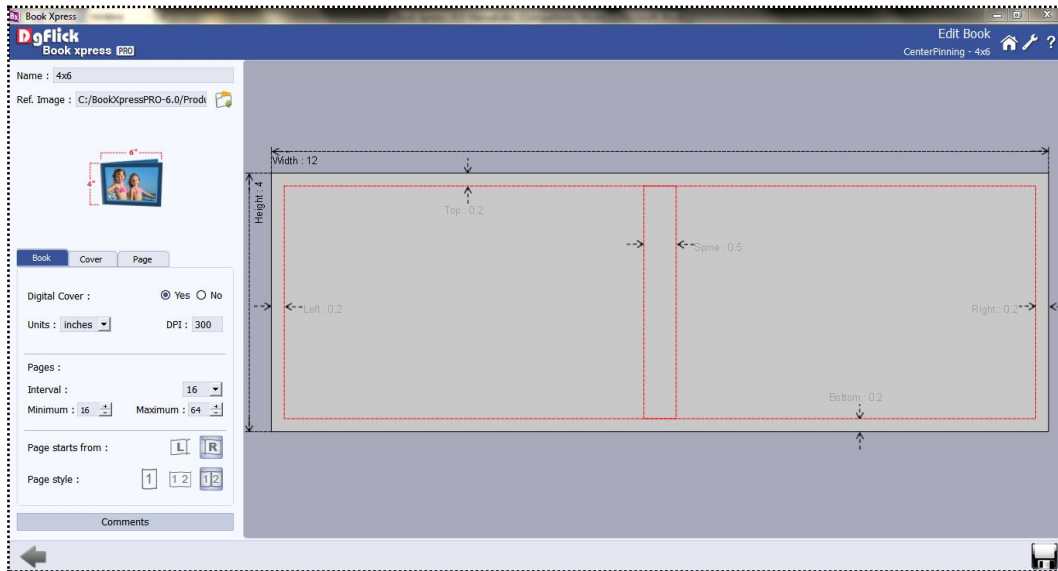 Book Xpress
DgFlick
Book xpress PRO
Edit Book
CenterPinning - 4x6
?
Name : 4x6
Ref. Image : C:/BookXpressPRO-6.0/Produ
6"
4"
Book Cover Page
Digital Cover : Yes No
Units : inches DPI : 300
Pages :
Interval : 16
Minimum : 16 Maximum : 64
Page starts from : L R
Page style : 1 1 2 1 2
Comments
Width : 12
Height : 4
Top : 0.2
Spine : 0.5
Left : 0.2
Right : 0.2
Bottom : 0.2